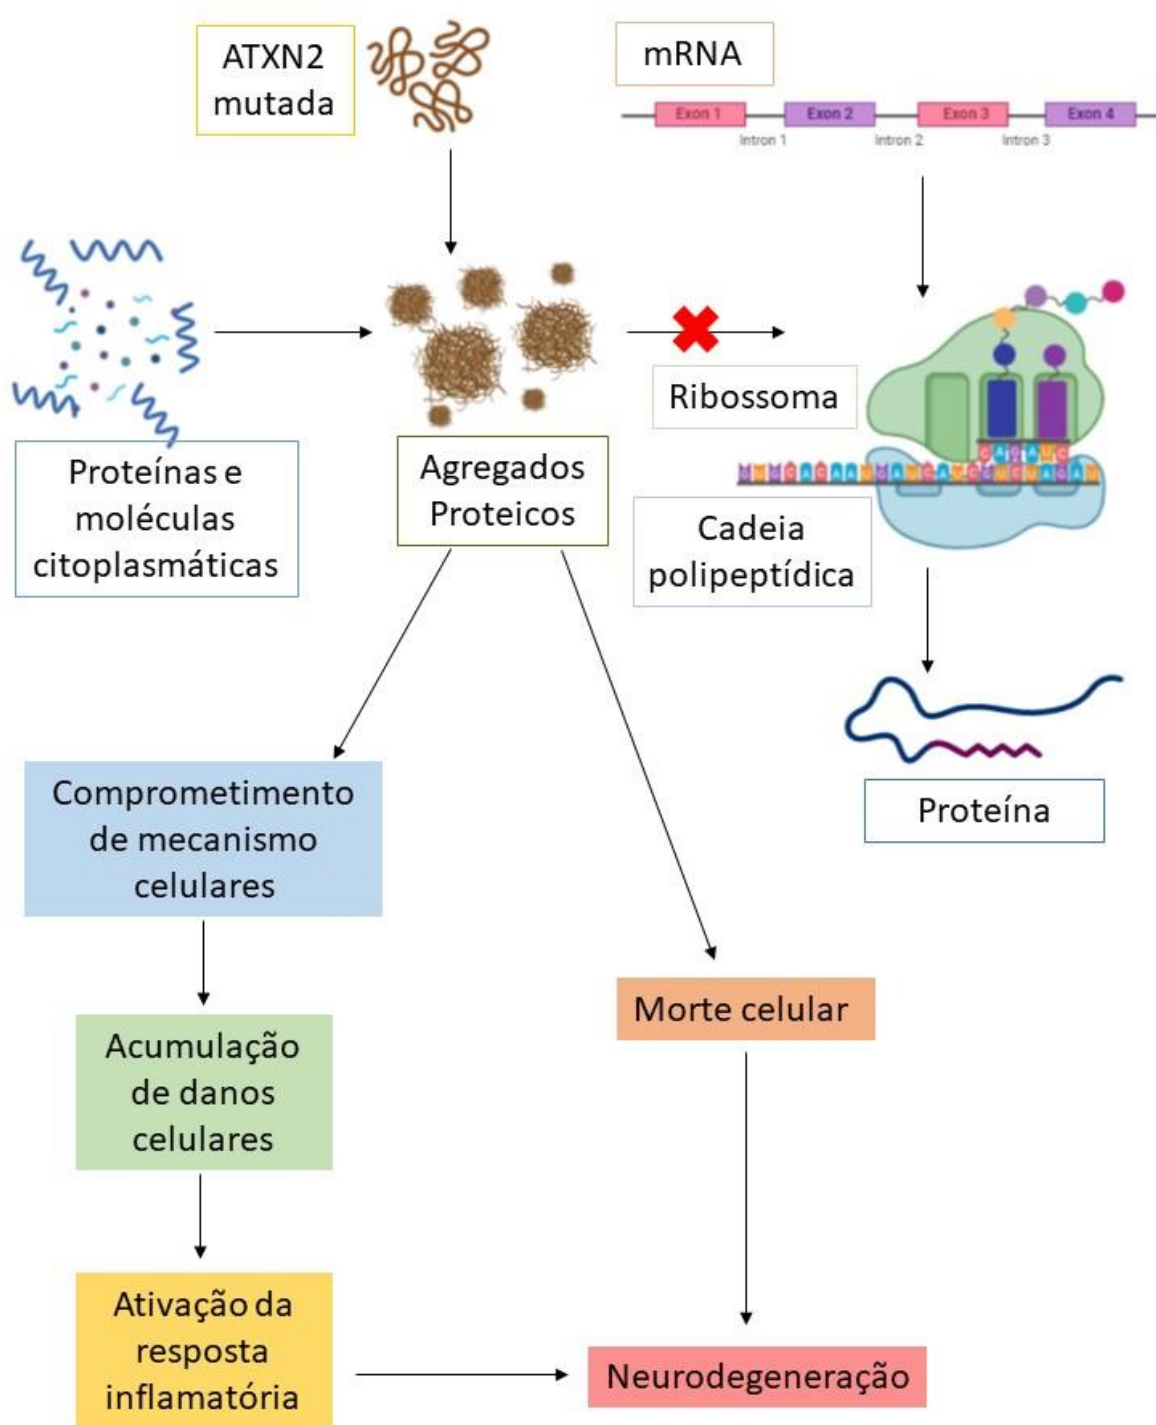 ATXN2
mutada
mRNA
Exon 1
Exon 2
Exon 3
Exon 4
Intron 1
Intron 2
Intron 3
Ribossoma
Proteínas e
moléculas
citoplasmáticas
Agregados
Proteicos
CAGAUC
Cadeia
polipeptídica
Proteína
Comprometimento
de mecanismo
celulares
Morte celular
Acumulação
de danos
celulares
Ativação da
resposta
inflamatória
Neurodegeneração